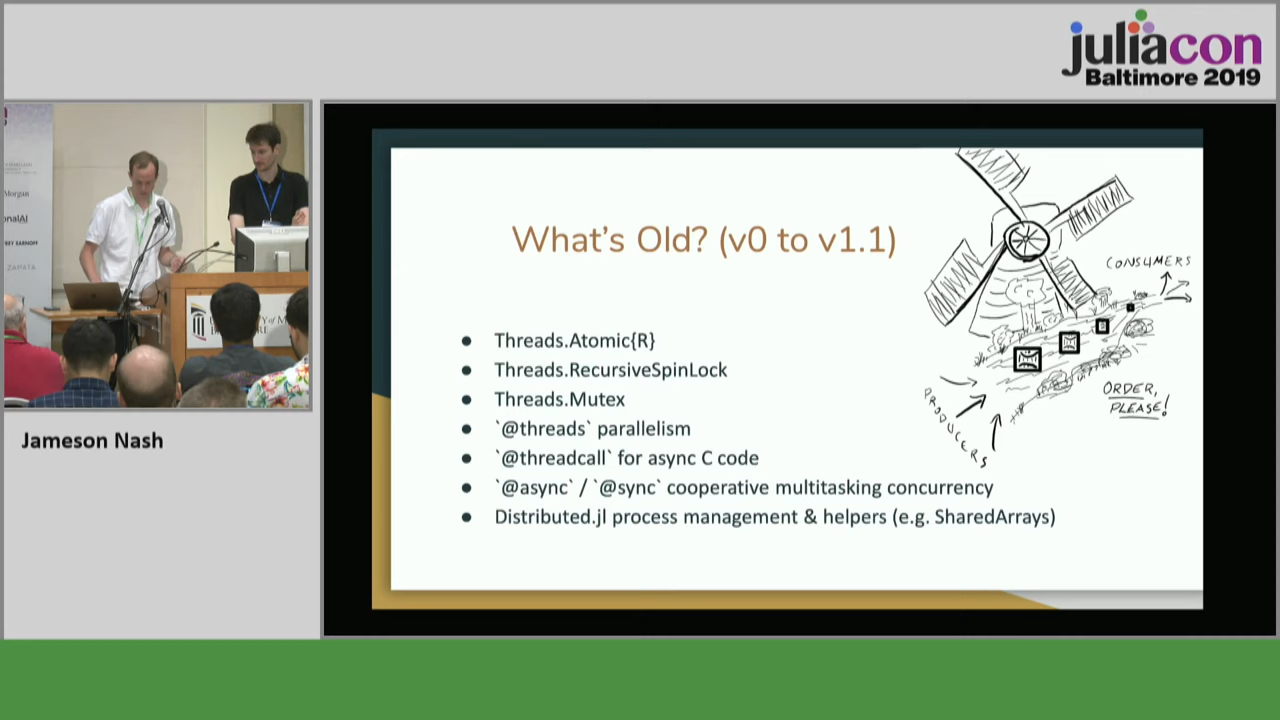 juliacon
Baltimore 2019
Morgan
ZAPATA
Jameson Nash
What's Old? (v0 to v1.1)
● Threads.Atomic{R}
● Threads.RecursiveSpinLock
● Threads.Mutex
● `@threads` parallelism
● `@threadcall` for async C code
● `@async` / `@sync` cooperative multitasking concurrency
● Distributed.jl process management & helpers (e.g. SharedArrays)
CONSUMERS
PRODUCERS
ORDER,
PLEASE!